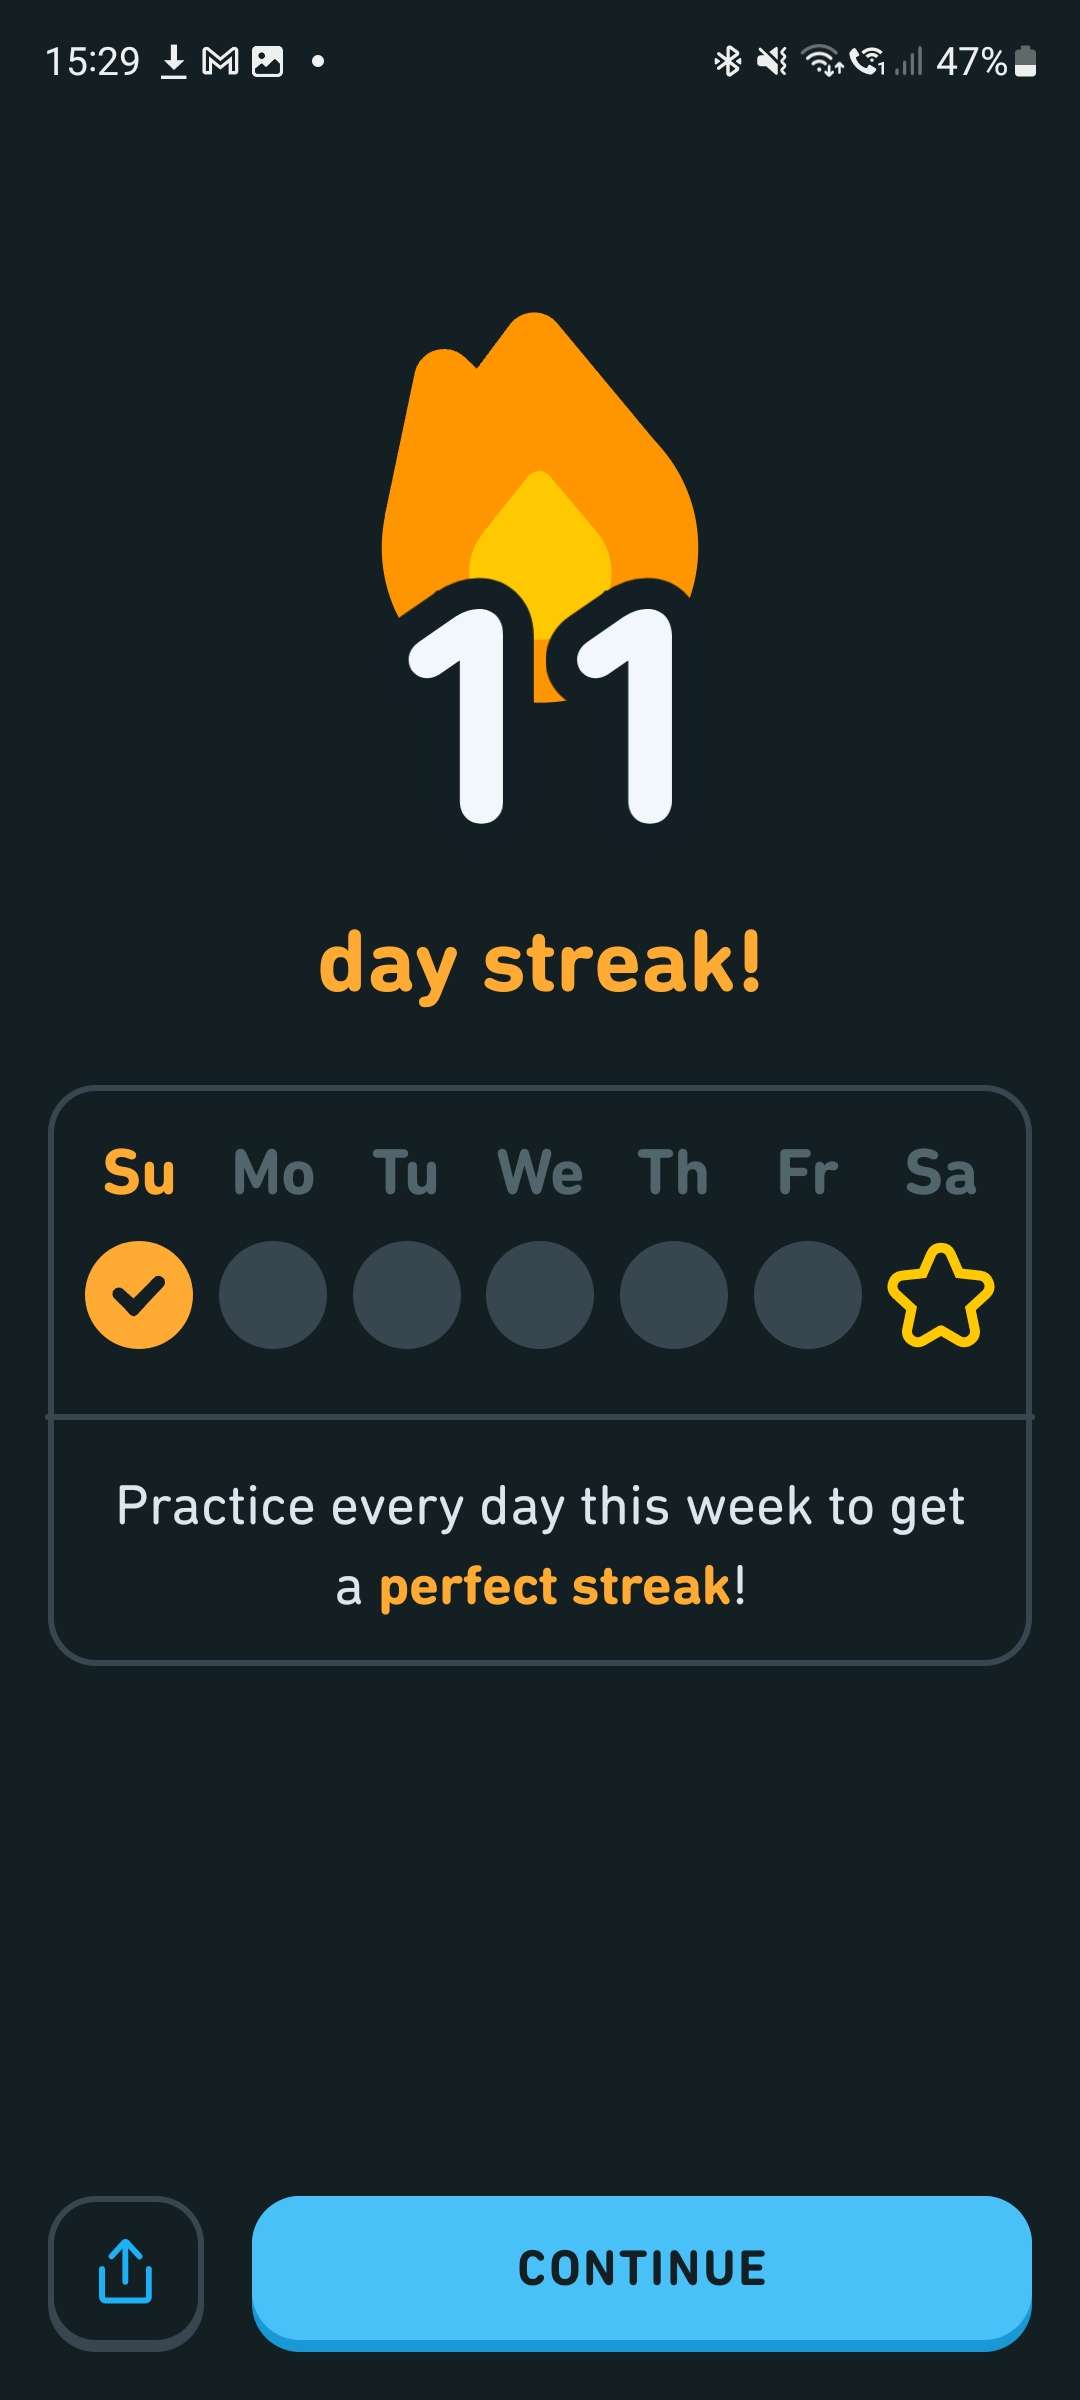 15:29 47%
11
day streak!
Su Mo Tu We Th Fr Sa
Practice every day this week to get
a perfect streak!
CONTINUE